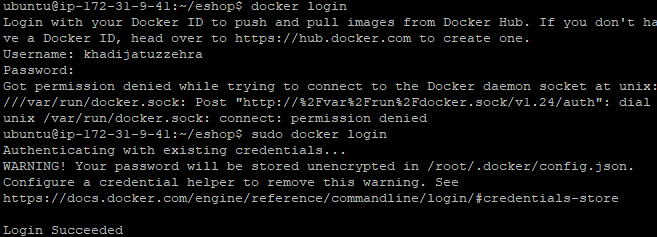 ubuntu@ip-172-31-9-41:~/eshop$ docker login
Login with your Docker ID to push and pull images from Docker Hub. If you don't ha
ve a Docker ID, head over to https://hub.docker.com to create one.
Username: khadijatuzzehra
Password:
Got permission denied while trying to connect to the Docker daemon socket at unix:
///var/run/docker.sock: Post "http://%2Fvar%2Frun%2Fdocker.sock/v1.24/auth": dial
unix /var/run/docker.sock: connect: permission denied
ubuntu@ip-172-31-9-41:~/eshop$ sudo docker login
Authenticating with existing credentials...
WARNING! Your password will be stored unencrypted in /root/.docker/config.json.
Configure a credential helper to remove this warning. See
https://docs.docker.com/engine/reference/commandline/login/#credentials-store
Login Succeeded